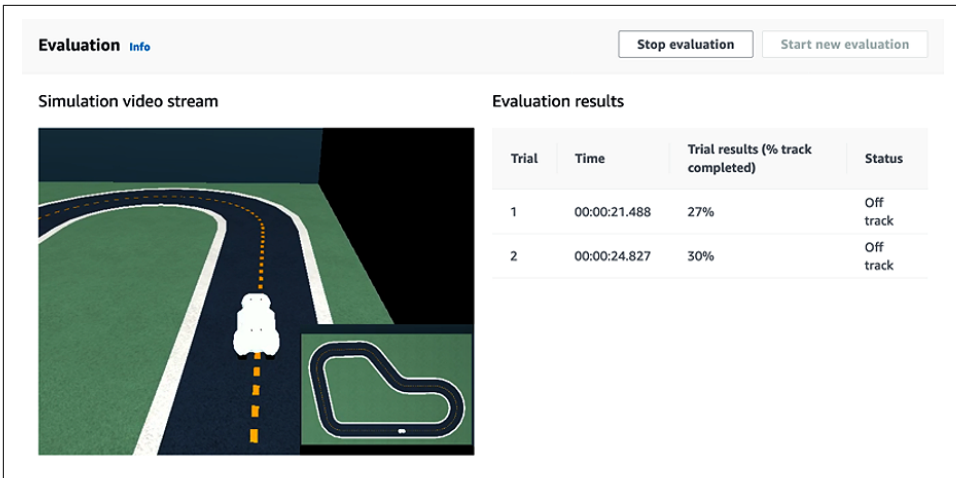 Evaluation Info
Stop evaluation
Start new evaluation
Simulation video stream
Evaluation results
Trial
Time
Trial results (% track
completed)
Status
1
00:00:21.488
27%
Off
track
2
00:00:24.827
30%
Off
track